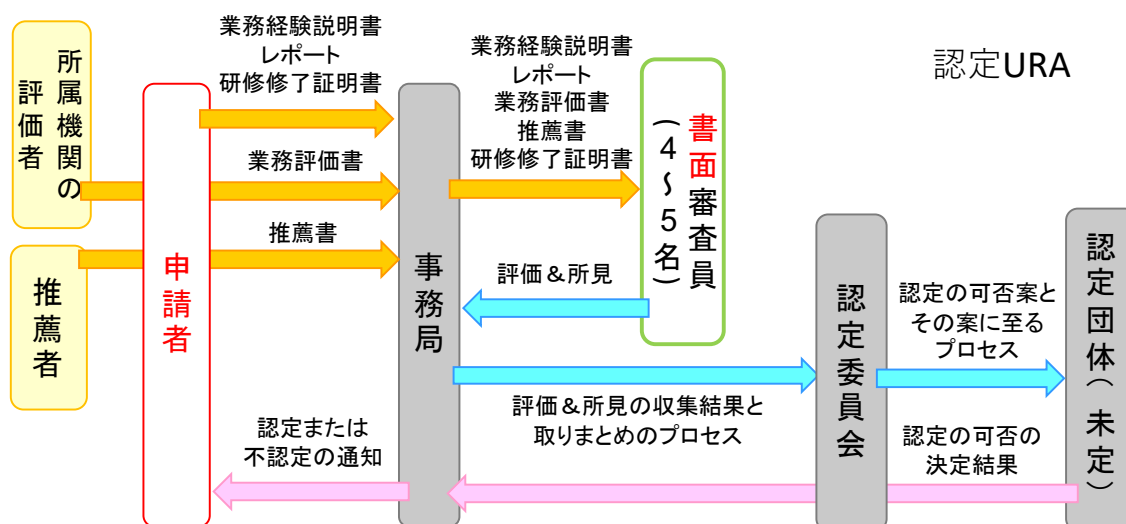 認定URA
所属機関の
評価者
推薦者
申請者
業務経験説明書
レポート
研修修了証明書
業務評価書
推薦書
事務局
業務経験説明書
レポート
業務評価書
推薦書
研修修了証明書
書面審査員
(4~5名)
評価&所見
評価&所見の収集結果と
取りまとめのプロセス
認定委員会
認定の可否案と
その案に至る
プロセス
認定団体(未定)
認定の可否の
決定結果
認定または
不認定の通知